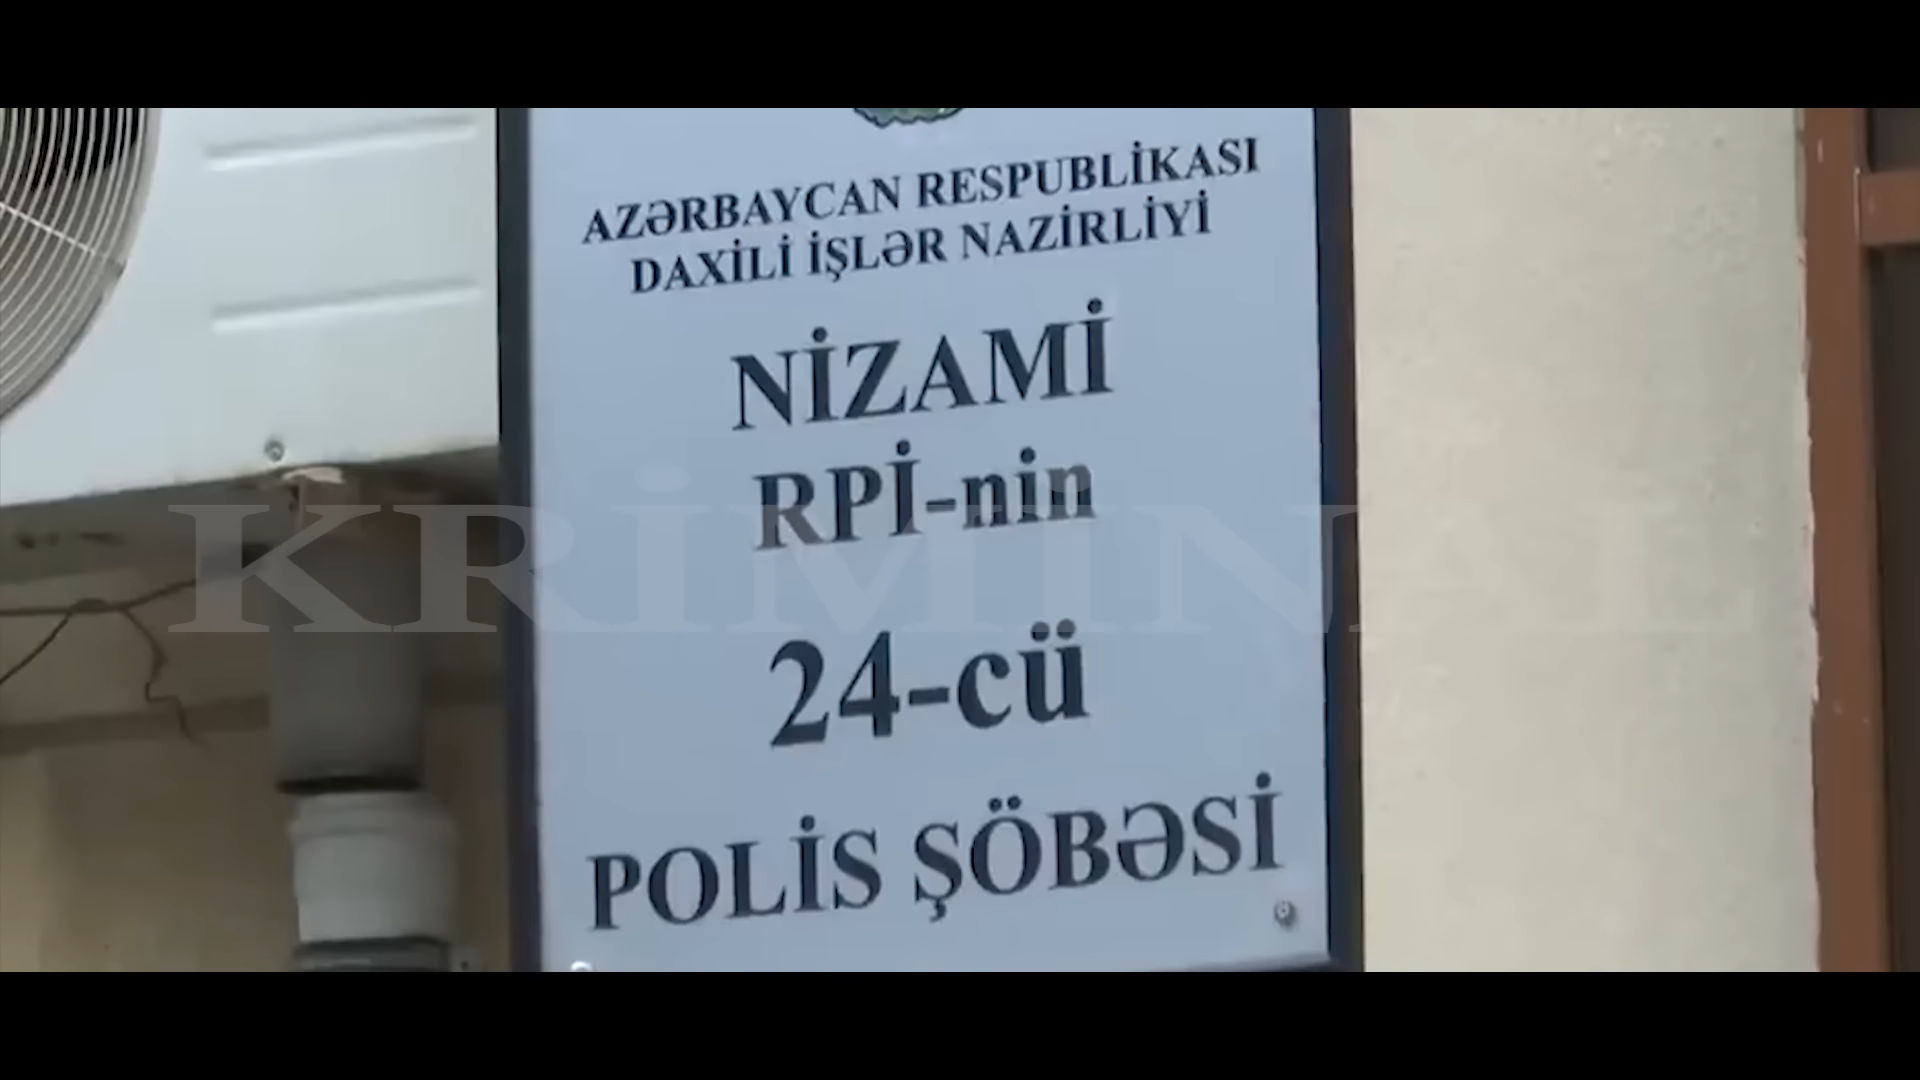 AZƏRBAYCAN RESPUBLİKASI
DAXİLİ İŞLƏR NAZİRLİYİ
NİZAMİ
RPİ-nin
KRİMİNAL
24-cü
POLİS ŞÖBƏSİ